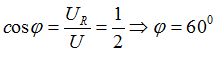 cosφ = U_R / U = 1 / 2 ⇒ φ = 60⁰